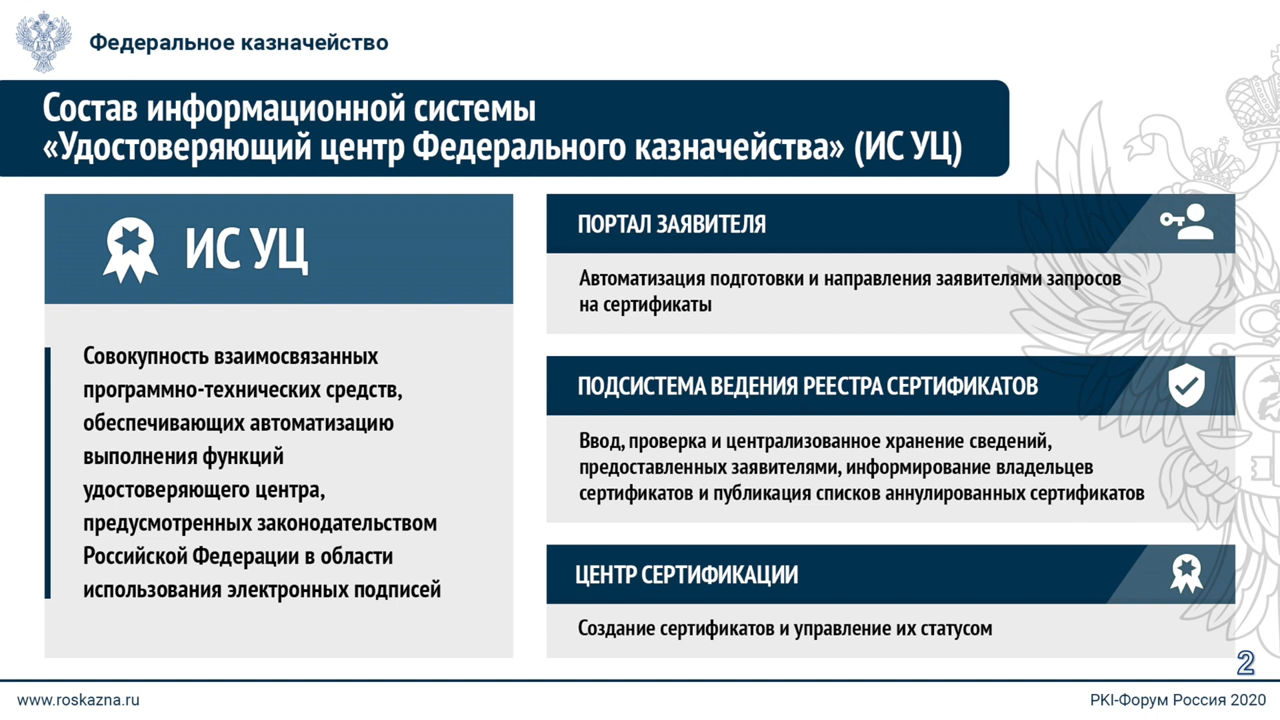 Федеральное казначейство
Состав информационной системы
«Удостоверяющий центр Федерального казначейства» (ИС УЦ)
ИС УЦ
Совокупность взаимосвязанных
программно-технических средств,
обеспечивающих автоматизацию
выполнения функций
удостоверяющего центра,
предусмотренных законодательством
Российской Федерации в области
использования электронных подписей
ПОРТАЛ ЗАЯВИТЕЛЯ
Автоматизация подготовки и направления заявителями запросов
на сертификаты
ПОДСИСТЕМА ВЕДЕНИЯ РЕЕСТРА СЕРТИФИКАТОВ
Ввод, проверка и централизованное хранение сведений,
предоставленных заявителями, информирование владельцев
сертификатов и публикация списков аннулированных сертификатов
ЦЕНТР СЕРТИФИКАЦИИ
Создание сертификатов и управление их статусом
2
www.roskazna.ru
PKI-Форум Россия 2020